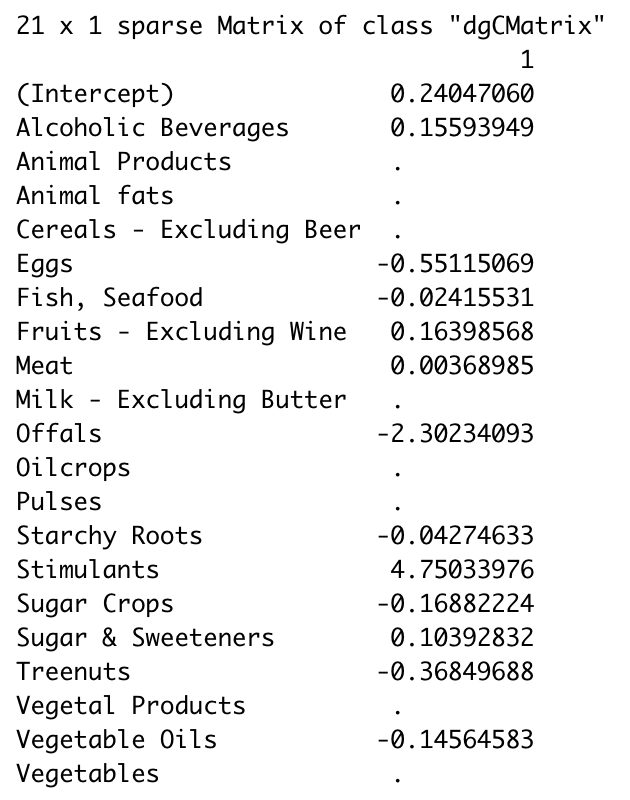 21 x 1 sparse Matrix of class "dgCMatrix"
1
(Intercept) 0.24047060
Alcoholic Beverages 0.15593949
Animal Products .
Animal fats .
Cereals - Excluding Beer .
Eggs -0.55115069
Fish, Seafood -0.02415531
Fruits - Excluding Wine 0.16398568
Meat 0.00368985
Milk - Excluding Butter .
Offals -2.30234093
Oilcrops .
Pulses .
Starchy Roots -0.04274633
Stimulants 4.75033976
Sugar Crops -0.16882224
Sugar & Sweeteners 0.10392832
Treenuts -0.36849688
Vegetal Products .
Vegetable Oils -0.14564583
Vegetables .